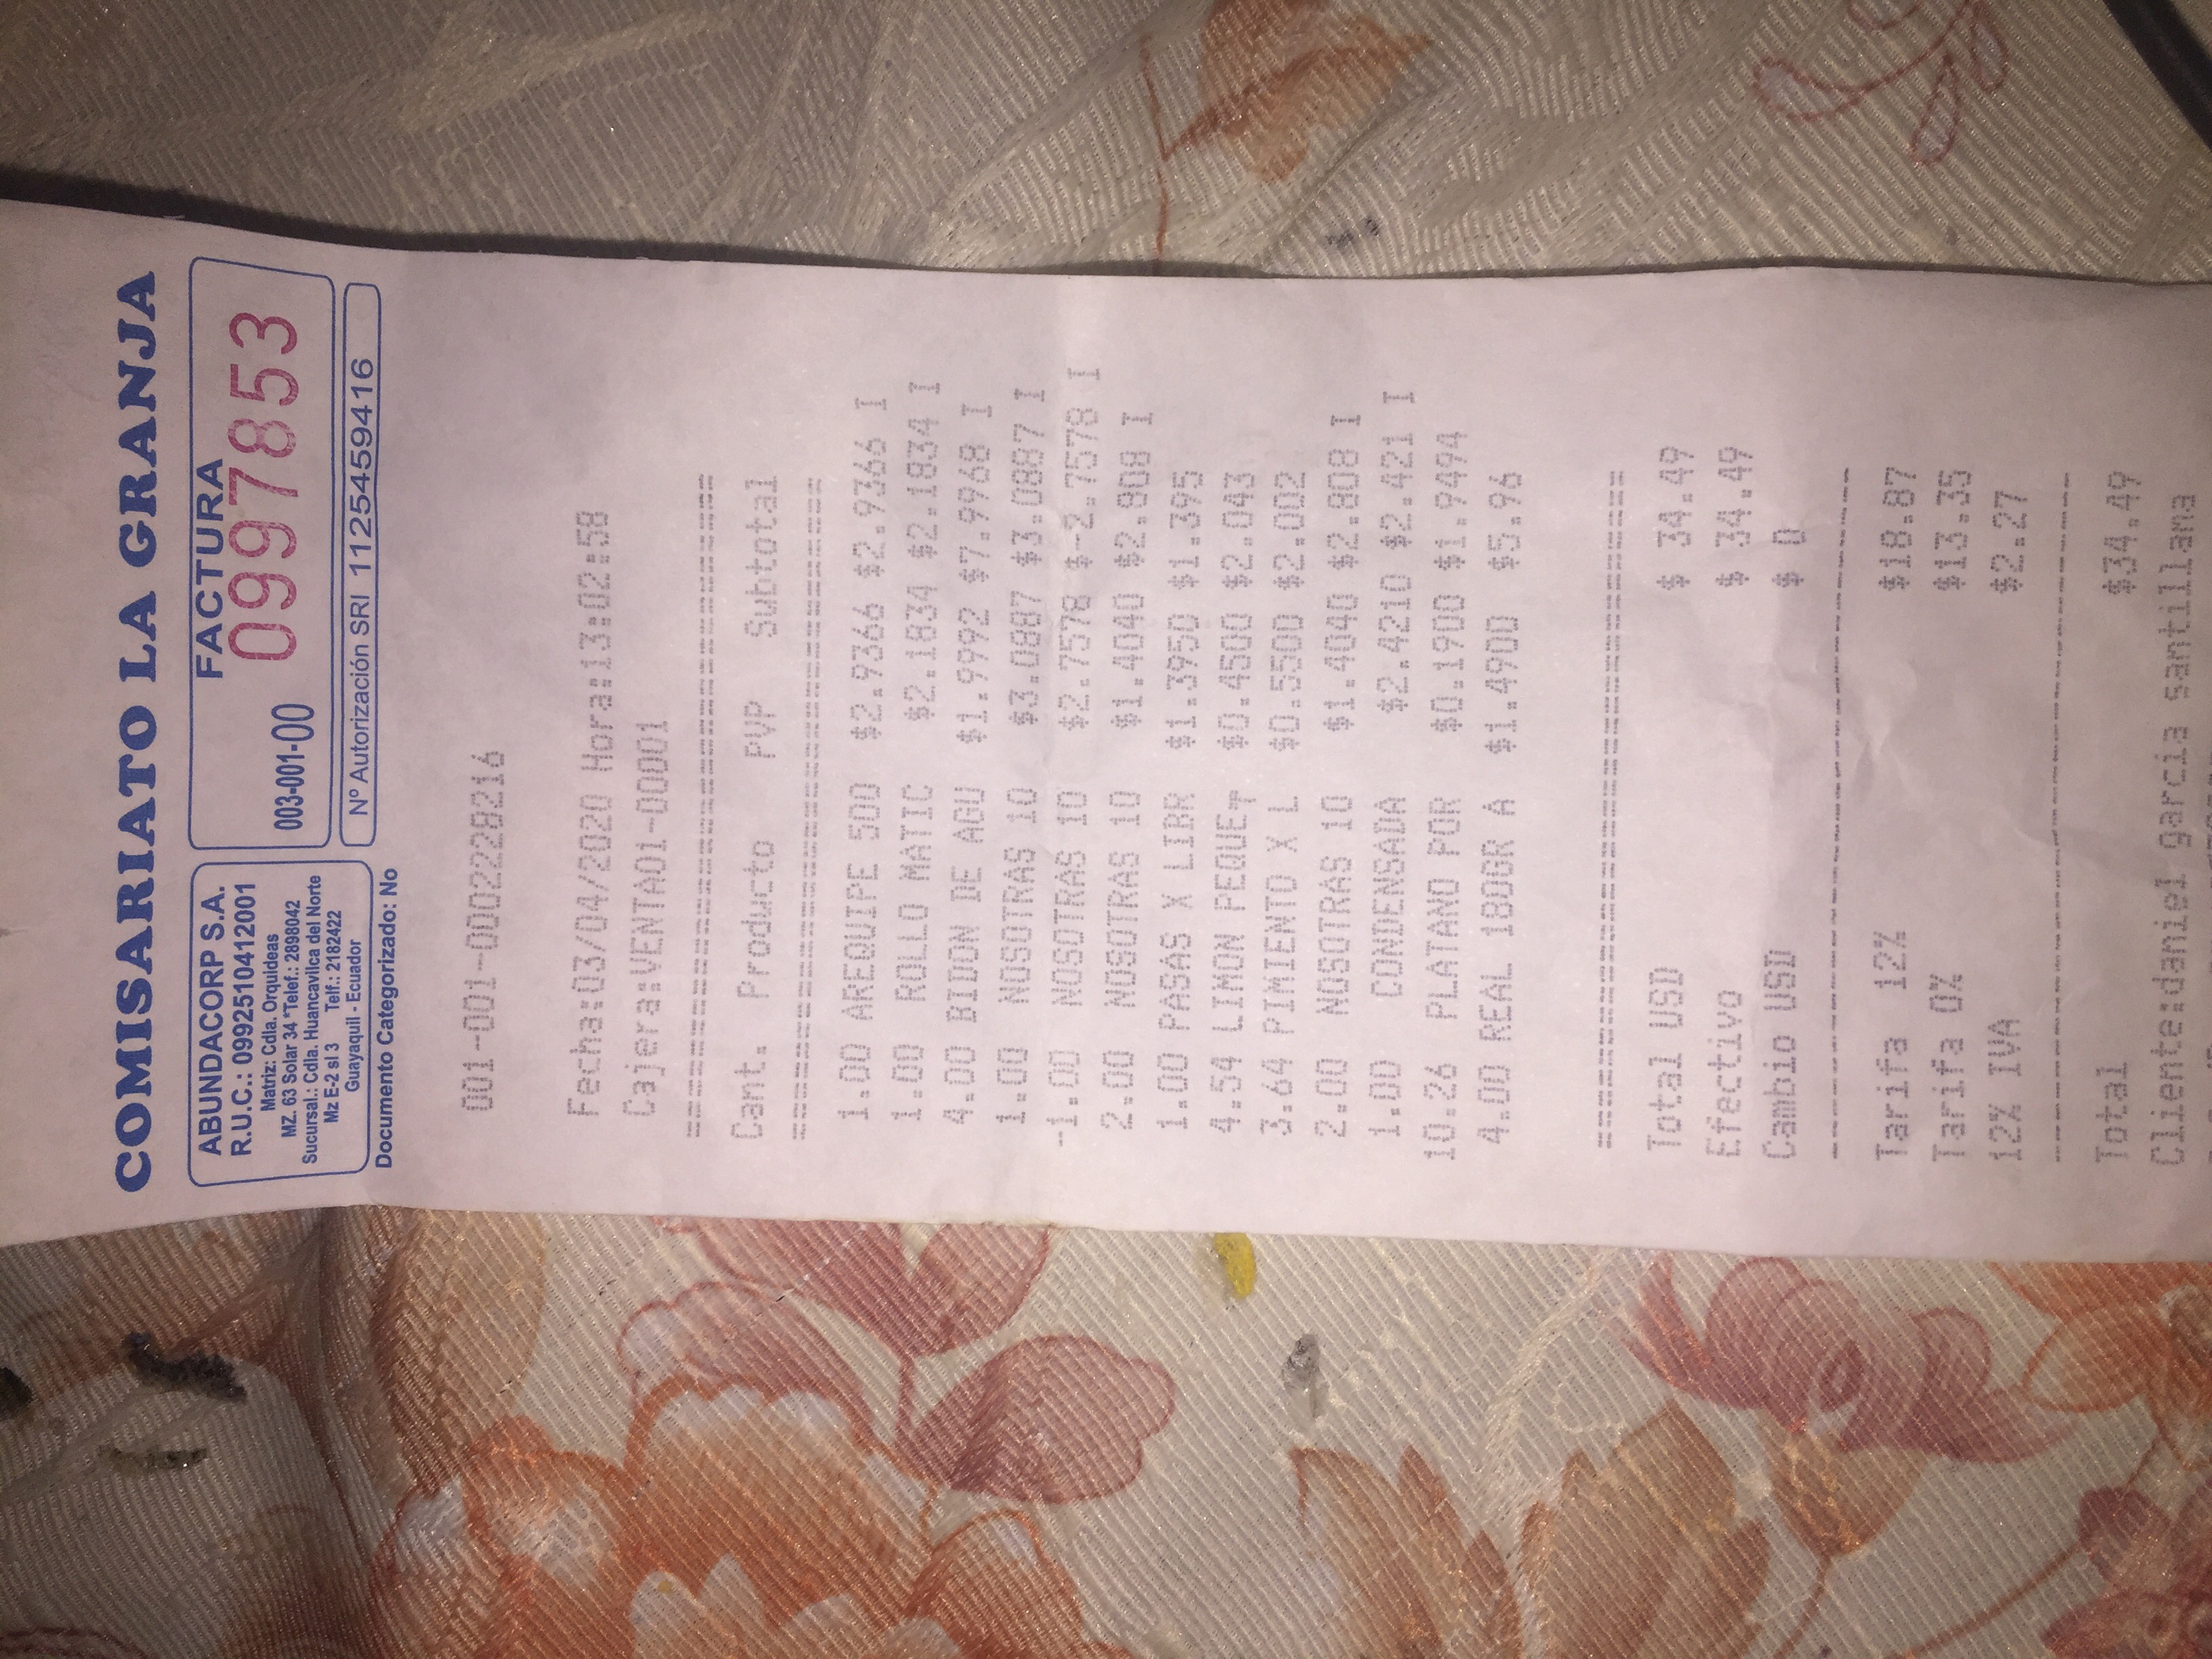 COMISARIATO LA GRANJA
ABUNDACORP S.A.
R.U.C.: 0992510412001
Matriz: Cdla. Orquideas
MZ. 63 Solar 34 *Telef.: 2898042
Sucursal.: Cdla. Huancavilca del Norte
Mz E-2 sl 3 Telf.: 2182422
Guayaquil - Ecuador
Documento Categorizado: No
FACTURA
003-001-00 0997853
Nº Autorización SRI 1125459416
001-001-0002228216
Fecha:03/04/2020 Hora:13:02:58
Cajera:VENTA01-00001
Cant. Producto PVP Subtotal
1.00 AREQUIPE 500 $2.9366 $2.9366 I
1.00 ROLLO MATIC $2.1834 $2.1834 I
4.00 BIDON DE AGU $1.9992 $7.9968 I
1.00 NOSOTRAS 10 $3.0887 $3.0887 I
-1.00 NOSOTRAS 10 $2.7578 $-2.7578 I
2.00 NOSOTRAS 10 $1.4040 $2.808 I
1.00 PASAS X LIBR $1.3950 $1.395
4.54 LIMON PEQUE╤ $0.4500 $2.043
3.64 PIMIENTO X L $0.5500 $2.002
2.00 NOSOTRAS 10 $1.4040 $2.808 I
1.00 CONDENSADA $2.4210 $2.421 I
10.26 PLATANO POR $0.1900 $1.9494
4.00 REAL 180GR A $1.4900 $5.96
Total USD $ 34.49
Efectivo $ 34.49
Cambio USD $ 0
Tarifa 12% $18.87
Tarifa 0% $13.35
12% IVA $2.27
Total $34.49
Cliente:daniel garcia santillana